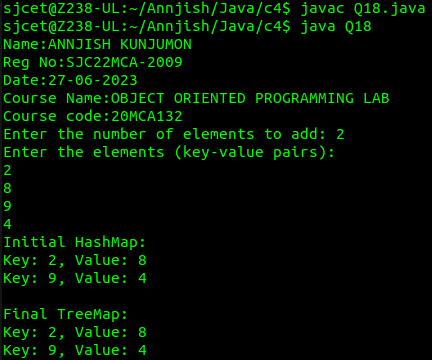 sjcet@Z238-UL:~/Annjish/Java/c4$ javac Q18.java
sjcet@Z238-UL:~/Annjish/Java/c4$ java Q18
Name:ANNJISH KUNJUMON
Reg No:SJC22MCA-2009
Date:27-06-2023
Course Name:OBJECT ORIENTED PROGRAMMING LAB
Course code:20MCA132
Enter the number of elements to add: 2
Enter the elements (key-value pairs):
2
8
9
4
Initial HashMap:
Key: 2, Value: 8
Key: 9, Value: 4

Final TreeMap:
Key: 2, Value: 8
Key: 9, Value: 4